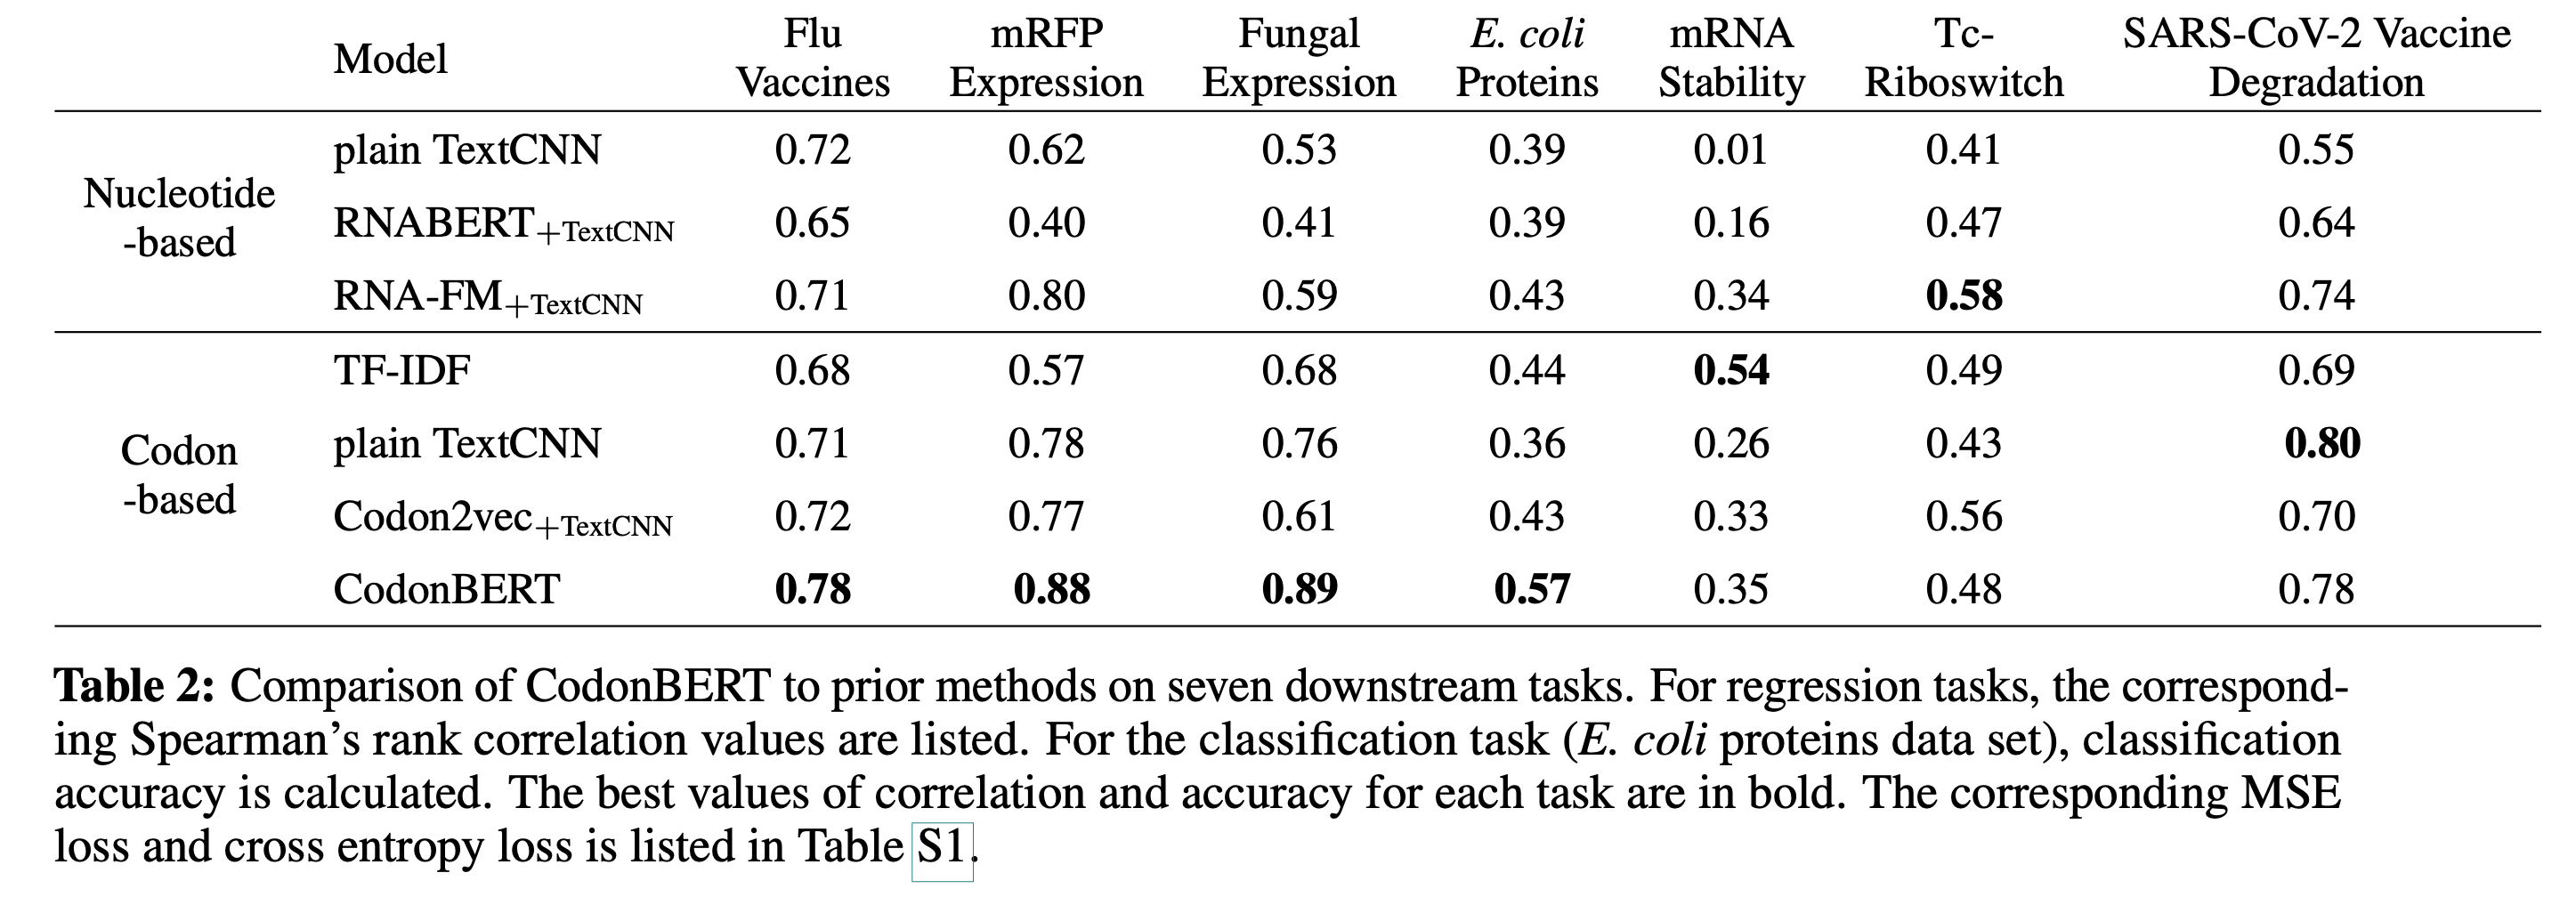 Model Flu Vaccines mRFP Expression Fungal Expression E. coli Proteins mRNA Stability Tc-Riboswitch SARS-CoV-2 Vaccine Degradation
Nucleotide-based
plain TextCNN 0.72 0.62 0.53 0.39 0.01 0.41 0.55
RNABERT+TextCNN 0.65 0.40 0.41 0.39 0.16 0.47 0.64
RNA-FM+TextCNN 0.71 0.80 0.59 0.43 0.34 0.58 0.74
Codon-based
TF-IDF 0.68 0.57 0.68 0.44 0.54 0.49 0.69
plain TextCNN 0.71 0.78 0.76 0.36 0.26 0.43 0.80
Codon2vec+TextCNN 0.72 0.77 0.61 0.43 0.33 0.56 0.70
CodonBERT 0.78 0.88 0.89 0.57 0.35 0.48 0.78
Table 2: Comparison of CodonBERT to prior methods on seven downstream tasks. For regression tasks, the correspond-
ing Spearman’s rank correlation values are listed. For the classification task (E. coli proteins data set), classification
accuracy is calculated. The best values of correlation and accuracy for each task are in bold. The corresponding MSE
loss and cross entropy loss is listed in Table S1.